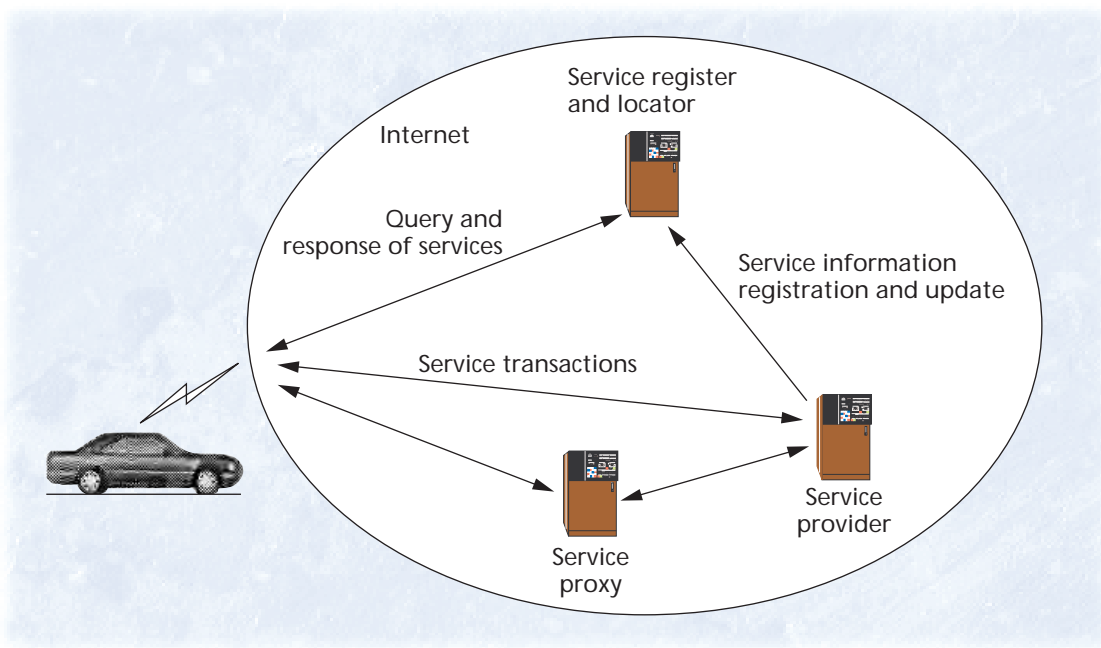 Service register
and locator
Internet
Query and
response of services
Service information
registration and update
Service transactions
Service
provider
Service
proxy